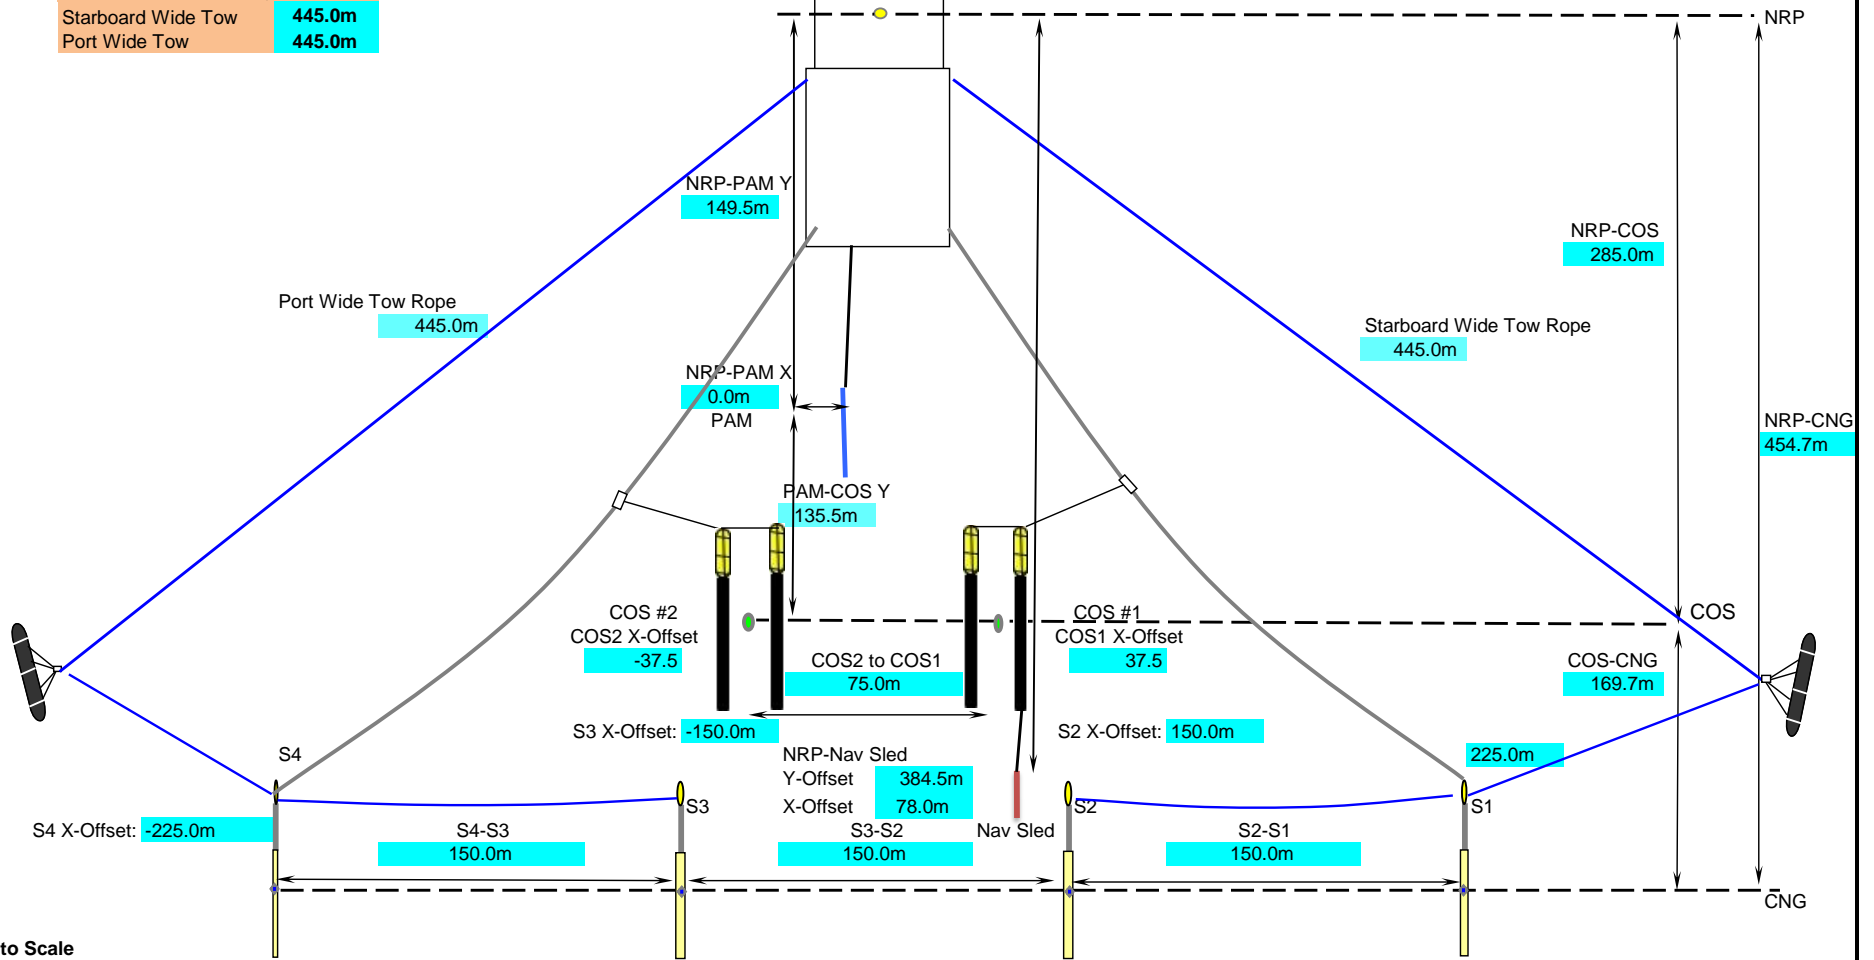 Starboard Wide Tow 445.0m
Port Wide Tow 445.0m
NRP
NRP-PAM Y
149.5m
NRP-COS
285.0m
Port Wide Tow Rope
445.0m
Starboard Wide Tow Rope
445.0m
NRP-PAM X
0.0m
PAM
NRP-CNG
454.7m
PAM-COS Y
135.5m
COS #2
COS2 X-Offset
-37.5
COS #1
COS1 X-Offset
37.5
COS
COS2 to COS1
75.0m
COS-CNG
169.7m
S3 X-Offset: -150.0m
S2 X-Offset: 150.0m
S4
NRP-Nav Sled
Y-Offset 384.5m
X-Offset 78.0m
225.0m
S3
S2
S1
S4 X-Offset: -225.0m
Nav Sled
S4-S3
150.0m
S3-S2
150.0m
S2-S1
150.0m
CNG
to Scale